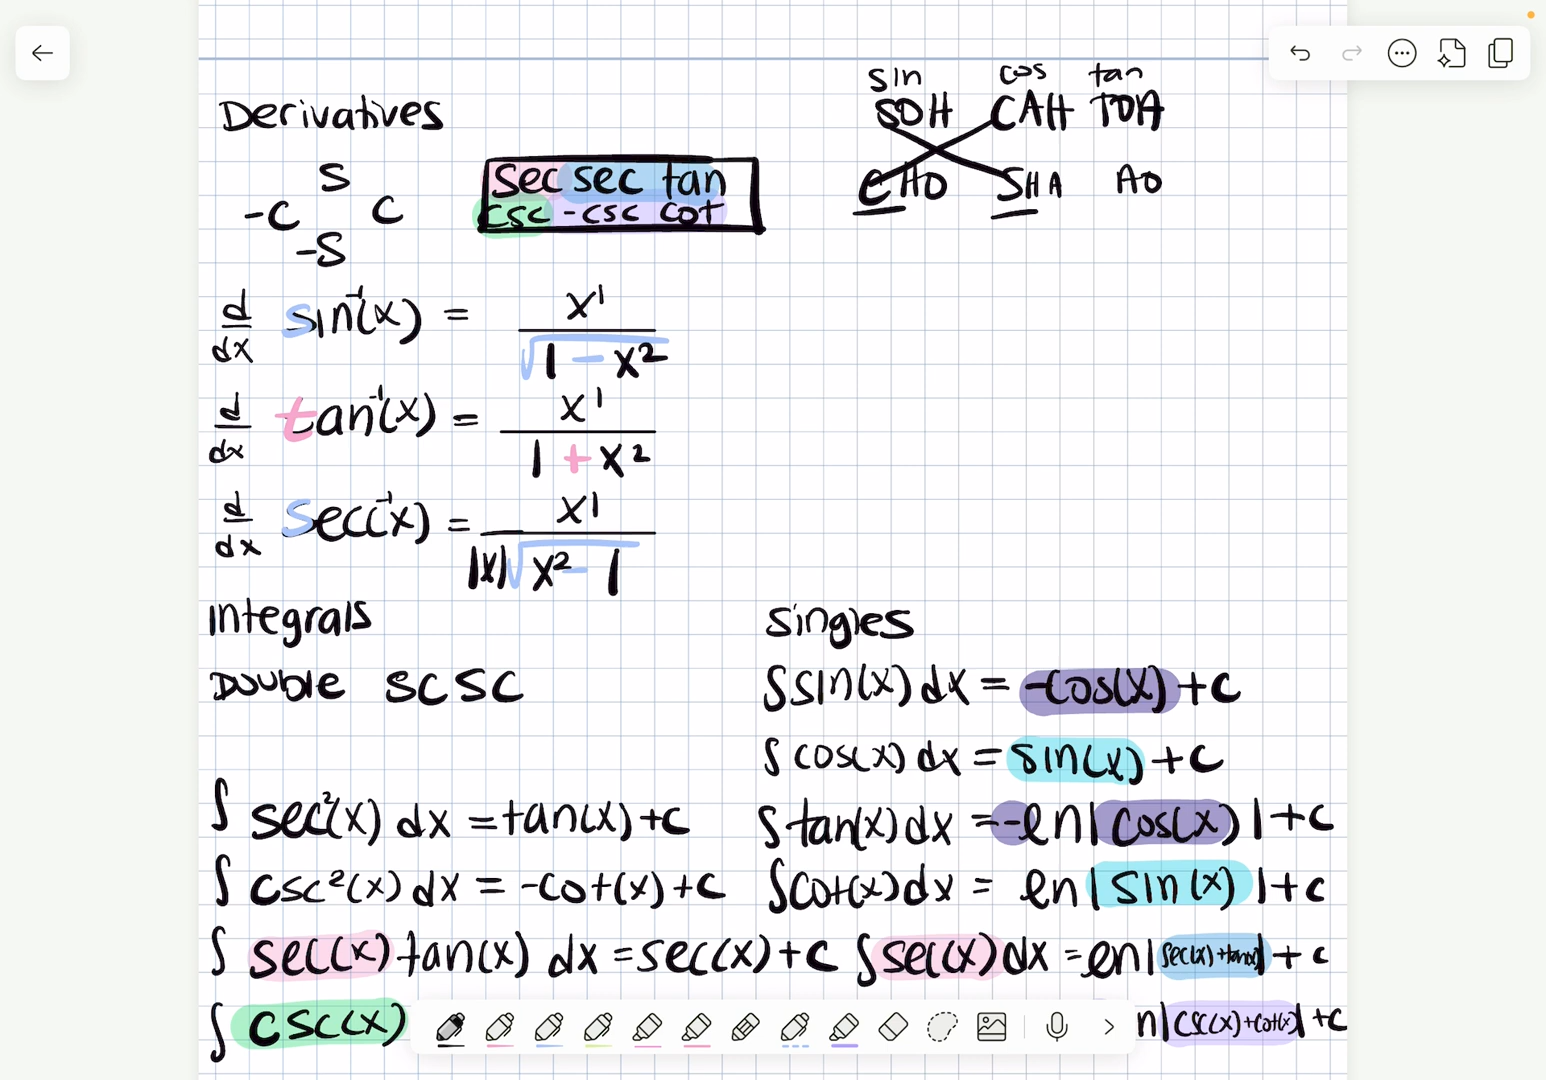 Derivatives
S
-C C
-S
sec sec tan
csc -csc cot
sin cos tan
SOH CAH TOA
CHO SHA AO
d/dx sin⁻¹(x) = x'/√(1 - x²)
d/dx tan⁻¹(x) = x'/(1 + x²)
d/dx sec⁻¹(x) = x'/(|x|√(x² - 1))
Integrals
Double SCSC
∫ sec²(x) dx = tan(x) + c
∫ csc²(x) dx = -cot(x) + c
∫ sec(x) tan(x) dx = sec(x) + c
∫ csc(x)
Singles
∫ sin(x) dx = -cos(x) + c
∫ cos(x) dx = sin(x) + c
∫ tan(x) dx = -ln|cos(x)| + c
∫ cot(x) dx = ln|sin(x)| + c
∫ sec(x) dx = ln|sec(x) + tan(x)| + c
n|csc(x) + cot(x)| + c